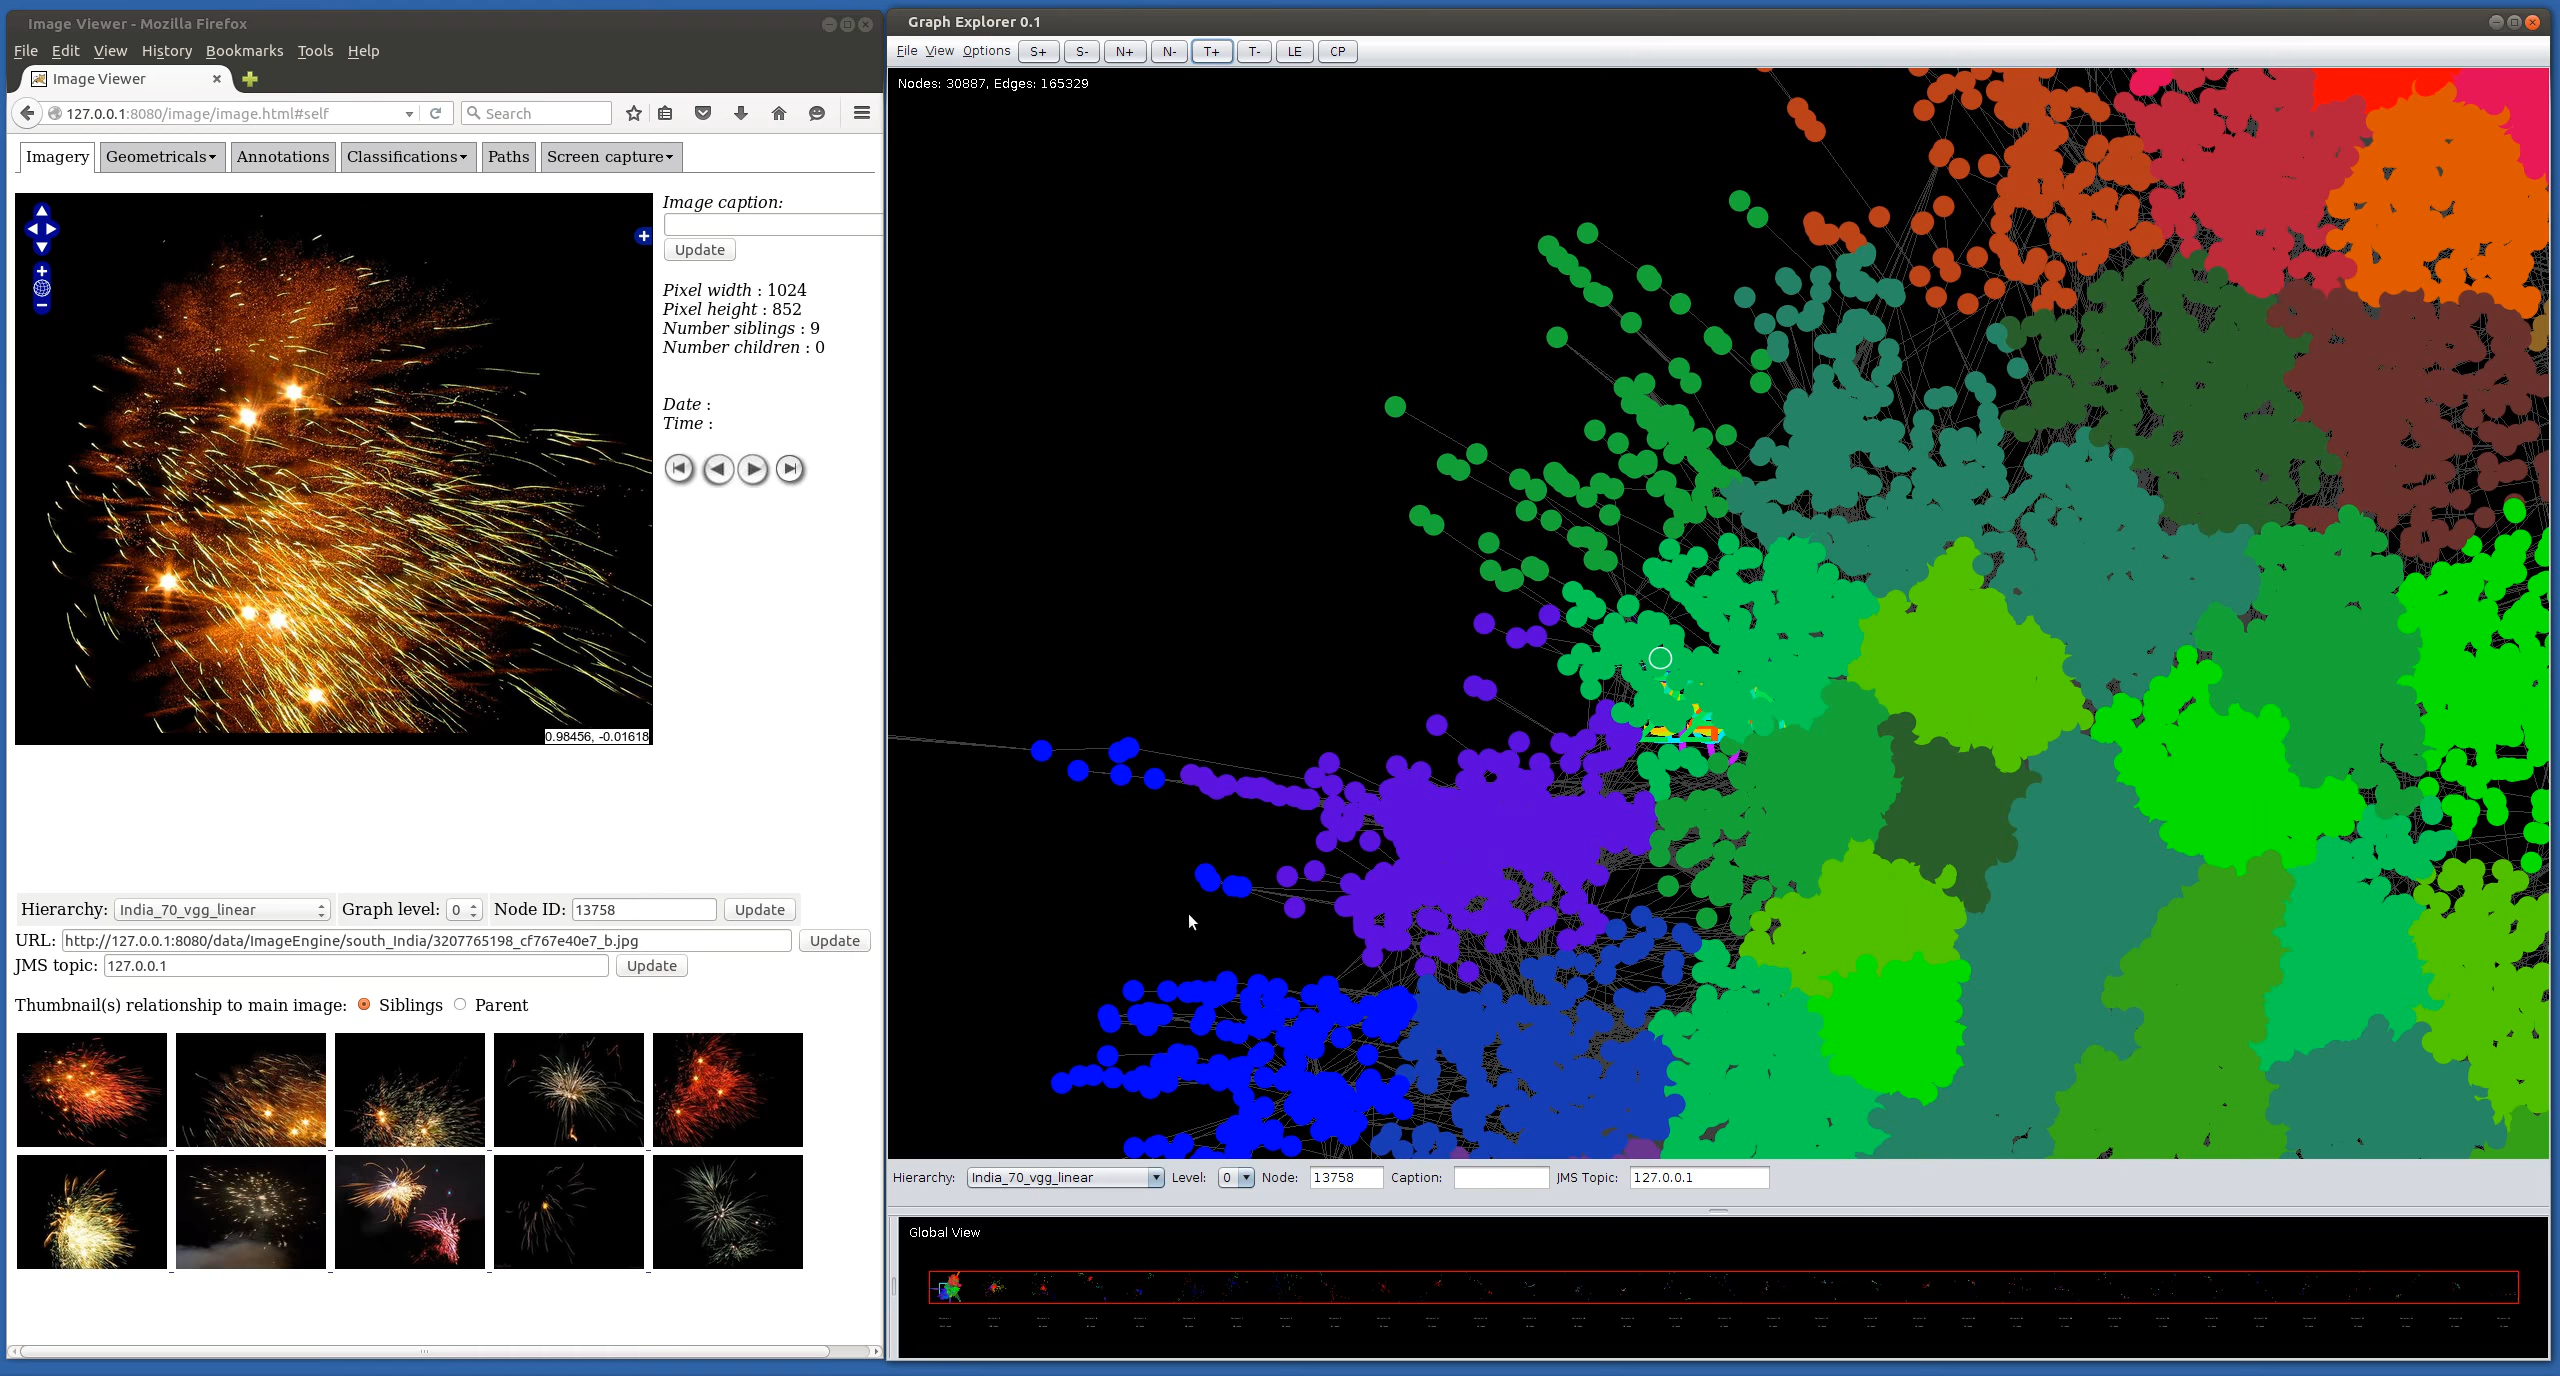 Image Viewer - Mozilla Firefox
File Edit View History Bookmarks Tools Help
Image Viewer
127.0.0.1:8080/image/image.html#self
Search
Imagery Geometricals Annotations Classifications Paths Screen capture
Image caption:
Update
Pixel width : 1024
Pixel height : 852
Number siblings : 9
Number children : 0
Date :
Time :
0.98456, -0.01618
Hierarchy: India_70_vgg_linear Graph level: 0 Node ID: 13758 Update
URL: http://127.0.0.1:8080/data/ImageEngine/south_India/3207765198_cf767e40e7_b.jpg Update
JMS topic: 127.0.0.1 Update
Thumbnail(s) relationship to main image: Siblings Parent
Graph Explorer 0.1
File View Options S+ S- N+ N- T+ T- LE CP
Nodes: 30887, Edges: 165329
Hierarchy: India_70_vgg_linear Level: 0 Node: 13758 Caption: JMS Topic: 127.0.0.1
Global View